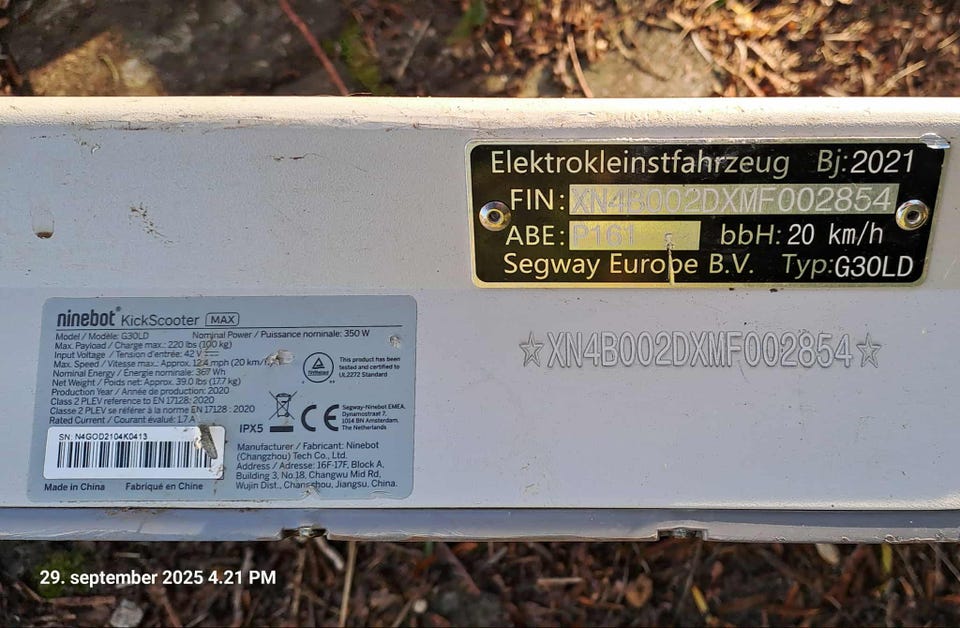 Elektrokleinstfahrzeug Bj:2021
FIN: XN4B002DXMF002854
ABE: P161 bbH: 20 km/h
Segway Europe B.V. Typ:G30LD
☆XN4B002DXMF002854☆
ninebot® KickScooter MAX
Model / Modèle: G30LD Nominal Power / Puissance nominale: 350 W
Max. Payload / Charge max.: 220 lbs (100 kg)
Input Voltage / Tension d'entrée: 42 V
Max. Speed / Vitesse max.: Approx. 12.4 mph (20 km/h)
Nominal Energy / Énergie nominale: 367 Wh
Net Weight / Poids net: Approx. 39.0 lbs (17.7 kg)
Production Year / Année de production: 2020
Class 2 PLEV reference to EN 17128: 2020
Classe 2 PLEV se référer à la norme EN 17128 : 2020
Rated Current / Courant évalué: 1.7 A
This product has been
tested and certified to
UL2272 Standard
IPX5 CE
Segway-Ninebot EMEA,
Dynamostraat 7,
1014 BN Amsterdam,
The Netherlands
SN: N4GOD2104K0413
Manufacturer / Fabricant: Ninebot
(Changzhou) Tech Co., Ltd.
Address / Adresse: 16F-17F, Block A,
Building 3, No.18, Changwu Mid Rd,
Wujin Dist., Changzhou, Jiangsu, China.
Made in China Fabriqué en Chine
29. september 2025 4.21 PM